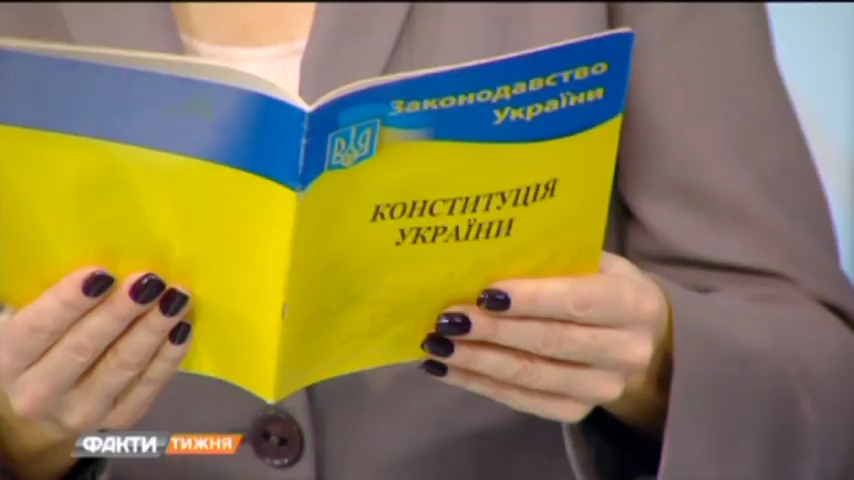 Законодавство
України
КОНСТИТУЦІЯ
УКРАЇНИ
ФАКТИ ТИЖНЯ